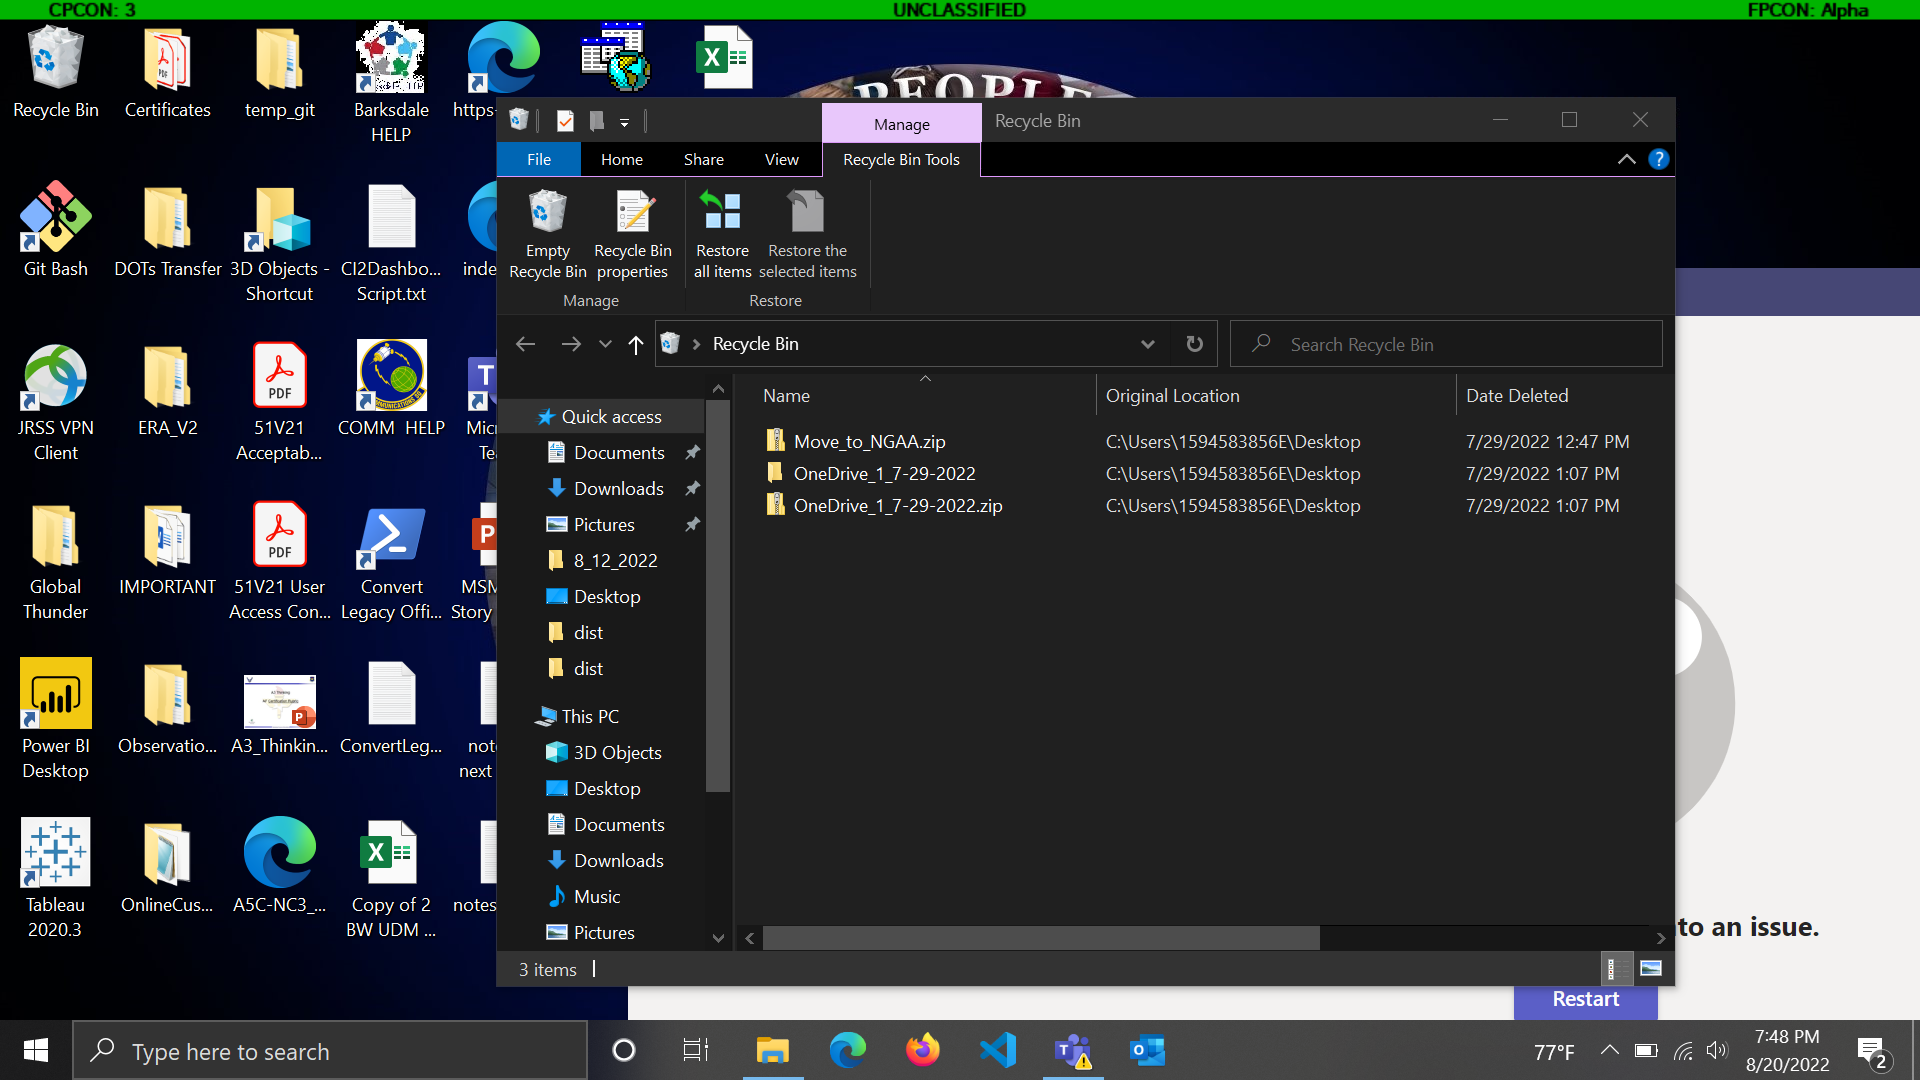 CPCON: 3 UNCLASSIFIED FPCON: Alpha
Recycle Bin
Certificates
temp_git
Barksdale
HELP
https-
PEOPLE
Git Bash
DOTs Transfer
3D Objects -
Shortcut
CI2Dashbo...
Script.txt
inde
JRSS VPN
Client
ERA_V2
PDF
51V21
Acceptab...
COMM HELP
Micr
Tea
Global
Thunder
IMPORTANT
PDF
51V21 User
Access Con...
Convert
Legacy Offi...
MSM
Story
Power BI
Desktop
Observatio...
A3_Thinkin...
ConvertLeg...
note
next
Tableau
2020.3
OnlineCus...
A5C-NC3_...
Copy of 2
BW UDM ...
notes
Manage Recycle Bin
File Home Share View Recycle Bin Tools
Empty
Recycle Bin
Recycle Bin
properties
Restore
all items
Restore the
selected items
Manage Restore
Recycle Bin
Search Recycle Bin
Quick access
Documents
Downloads
Pictures
8_12_2022
Desktop
dist
dist
This PC
3D Objects
Desktop
Documents
Downloads
Music
Pictures
Name Original Location Date Deleted
Move_to_NGAA.zip C:\Users\1594583856E\Desktop 7/29/2022 12:47 PM
OneDrive_1_7-29-2022 C:\Users\1594583856E\Desktop 7/29/2022 1:07 PM
OneDrive_1_7-29-2022.zip C:\Users\1594583856E\Desktop 7/29/2022 1:07 PM
3 items
to an issue.
Restart
Type here to search
77°F
7:48 PM
8/20/2022
2